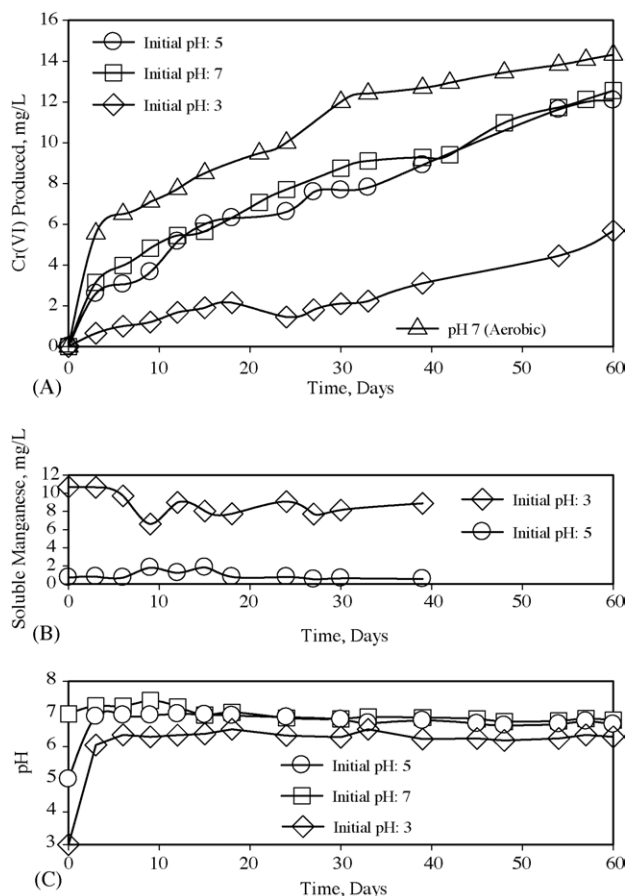 16
14
12
10
8
6
4
2
0
Cr(VI) Produced, mg/L
Initial pH: 5
Initial pH: 7
Initial pH: 3
pH 7 (Aerobic)
0 10 20 30 40 50 60
(A)
Time, Days
12
10
8
6
4
2
0
Soluble Manganese, mg/L
Initial pH: 3
Initial pH: 5
0 10 20 30 40 50 60
(B)
Time, Days
8
7
6
5
4
3
pH
Initial pH: 5
Initial pH: 7
Initial pH: 3
0 10 20 30 40 50 60
(C)
Time, Days